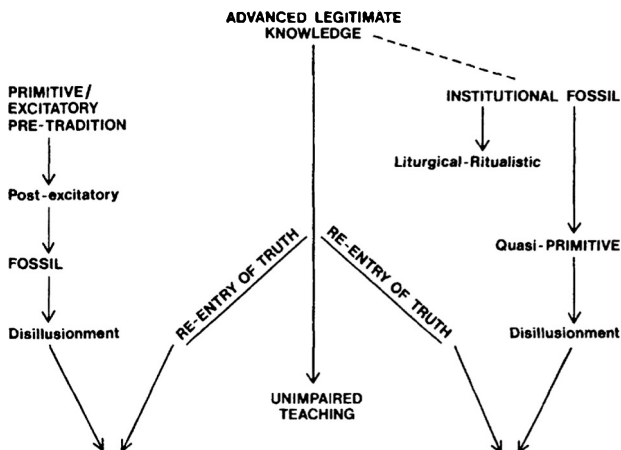 ADVANCED LEGITIMATE
KNOWLEDGE
PRIMITIVE/
EXCITATORY
PRE-TRADITION
INSTITUTIONAL FOSSIL
Liturgical-Ritualistic
Post-excitatory
RE-ENTRY OF TRUTH
RE-ENTRY OF TRUTH
Quasi-PRIMITIVE
FOSSIL
Disillusionment
Disillusionment
UNIMPAIRED
TEACHING